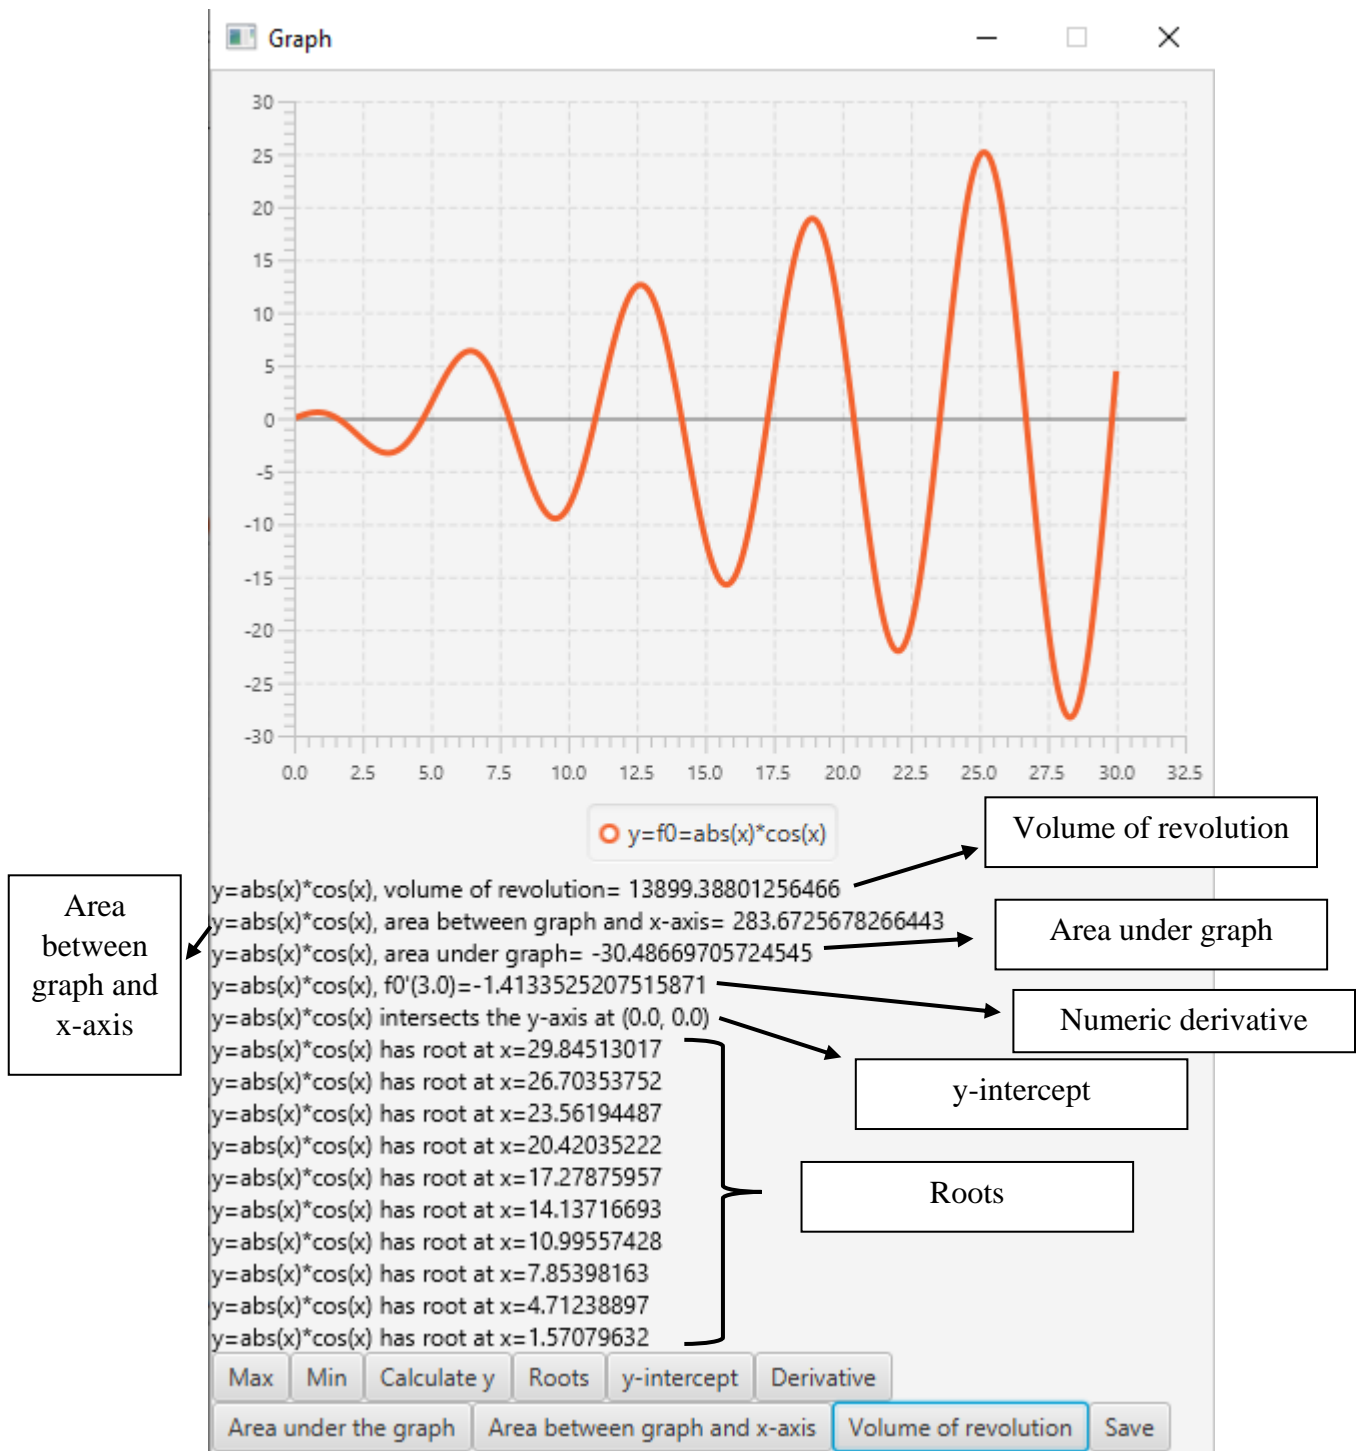 Graph
30
25
20
15
10
5
0
-5
-10
-15
-20
-25
-30
0.0 2.5 5.0 7.5 10.0 12.5 15.0 17.5 20.0 22.5 25.0 27.5 30.0 32.5
y=f0=abs(x)*cos(x)
Volume of revolution
Area
between
graph and
x-axis
y=abs(x)*cos(x), volume of revolution= 13899.38801256466
y=abs(x)*cos(x), area between graph and x-axis= 283.6725678266443
Area under graph
y=abs(x)*cos(x), area under graph= -30.48669705724545
y=abs(x)*cos(x), f0'(3.0)=-1.4133525207515871
Numeric derivative
y=abs(x)*cos(x) intersects the y-axis at (0.0, 0.0)
y-intercept
y=abs(x)*cos(x) has root at x=29.84513017
y=abs(x)*cos(x) has root at x=26.70353752
y=abs(x)*cos(x) has root at x=23.56194487
y=abs(x)*cos(x) has root at x=20.42035222
y=abs(x)*cos(x) has root at x=17.27875957
y=abs(x)*cos(x) has root at x=14.13716693
y=abs(x)*cos(x) has root at x=10.99557428
y=abs(x)*cos(x) has root at x=7.85398163
y=abs(x)*cos(x) has root at x=4.71238897
y=abs(x)*cos(x) has root at x=1.57079632
Roots
Max Min Calculate y Roots y-intercept Derivative
Area under the graph Area between graph and x-axis Volume of revolution Save